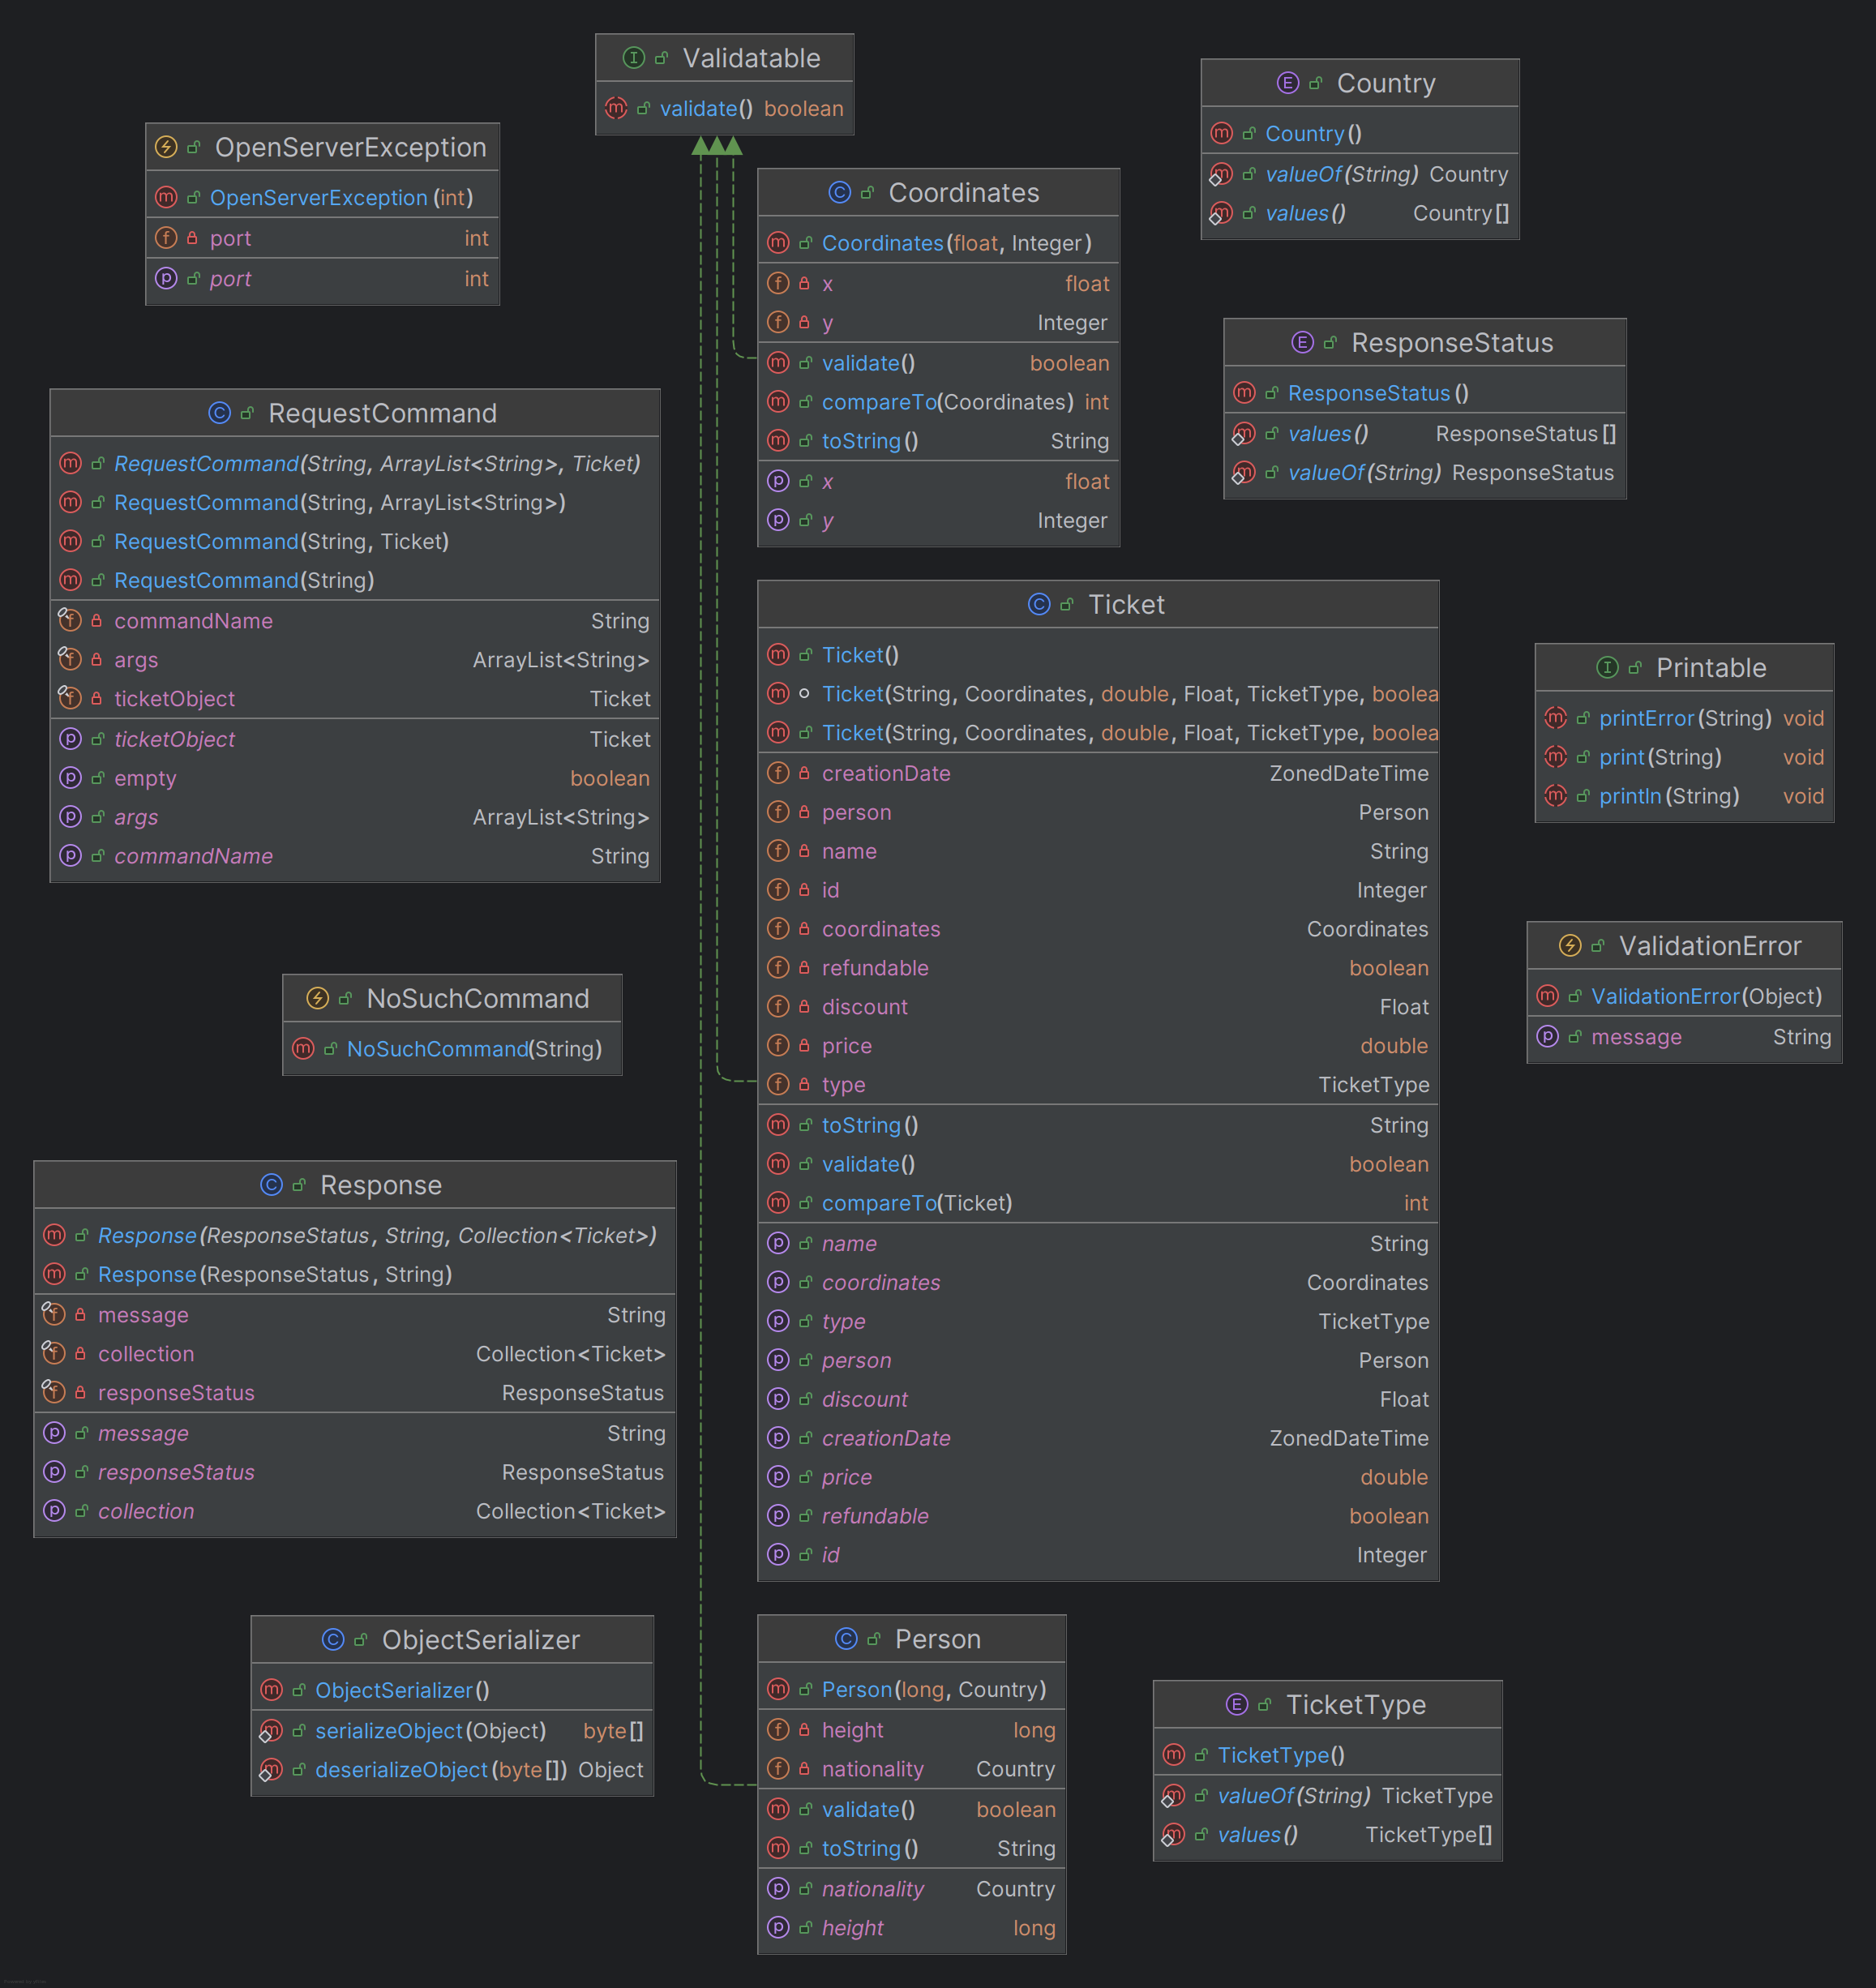 Validatable
validate() boolean
Country
Country()
valueOf(String) Country
values() Country[]
OpenServerException
OpenServerException(int)
port int
port int
Coordinates
Coordinates(float, Integer)
x float
y Integer
validate() boolean
compareTo(Coordinates) int
toString() String
x float
y Integer
ResponseStatus
ResponseStatus()
values() ResponseStatus[]
valueOf(String) ResponseStatus
RequestCommand
RequestCommand(String, ArrayList<String>, Ticket)
RequestCommand(String, ArrayList<String>)
RequestCommand(String, Ticket)
RequestCommand(String)
commandName String
args ArrayList<String>
ticketObject Ticket
ticketObject Ticket
empty boolean
args ArrayList<String>
commandName String
Ticket
Ticket()
Ticket(String, Coordinates, double, Float, TicketType, boolea
Ticket(String, Coordinates, double, Float, TicketType, boolea
creationDate ZonedDateTime
person Person
name String
id Integer
coordinates Coordinates
refundable boolean
discount Float
price double
type TicketType
toString() String
validate() boolean
compareTo(Ticket) int
name String
coordinates Coordinates
type TicketType
person Person
discount Float
creationDate ZonedDateTime
price double
refundable boolean
id Integer
Printable
printError(String) void
print(String) void
println(String) void
ValidationError
ValidationError(Object)
message String
NoSuchCommand
NoSuchCommand(String)
Response
Response(ResponseStatus, String, Collection<Ticket>)
Response(ResponseStatus, String)
message String
collection Collection<Ticket>
responseStatus ResponseStatus
message String
responseStatus ResponseStatus
collection Collection<Ticket>
ObjectSerializer
ObjectSerializer()
serializeObject(Object) byte[]
deserializeObject(byte[]) Object
Person
Person(long, Country)
height long
nationality Country
validate() boolean
toString() String
nationality Country
height long
TicketType
TicketType()
valueOf(String) TicketType
values() TicketType[]